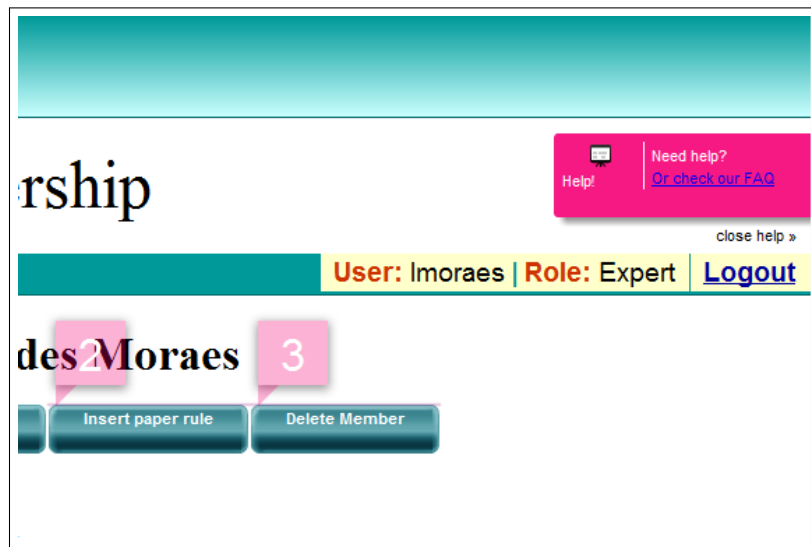 ership
Need help?
Help!
Or check our FAQ
close help »
User: lmoraes | Role: Expert
Logout
des Moraes
2
3
Insert paper rule
Delete Member